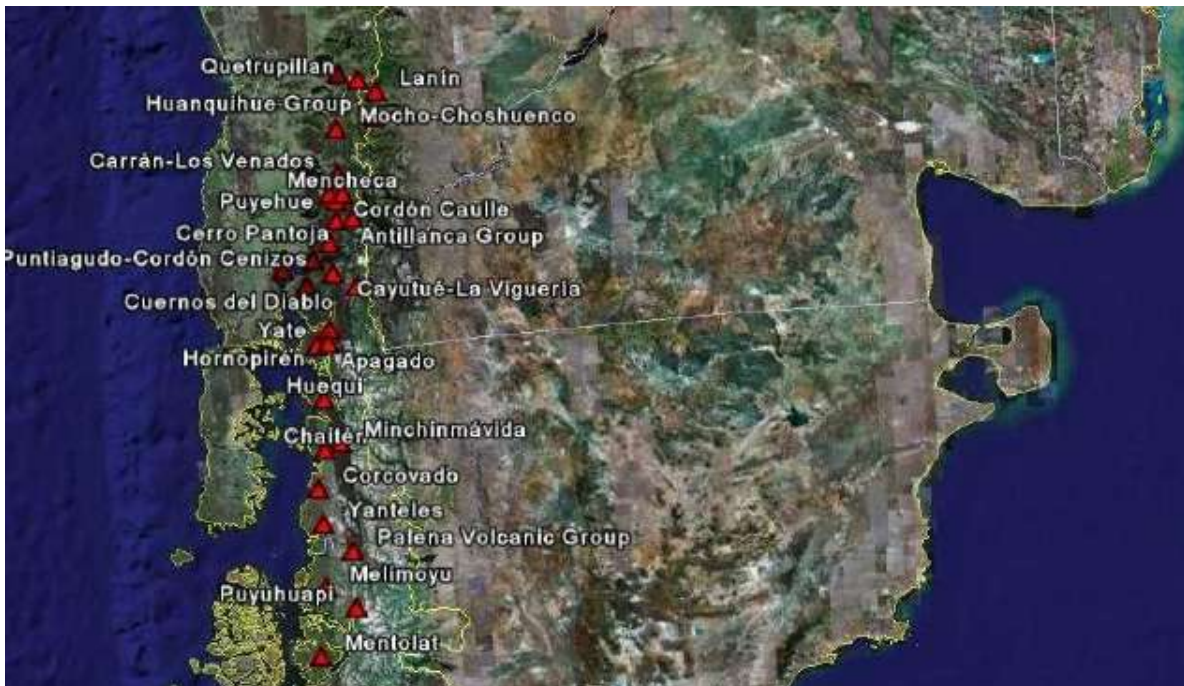 Quetrupillan
Lanín
Huanquihue Group
Mocho-Choshuenco
Carrán-Los Venados
Mencheca
Puyehue
Cordón Caulle
Cerro Pantoja
Antillanca Group
Puntiagudo-Cordón Cenizos
Cayutué-La Viguería
Cuernos del Diablo
Yate
Hornopirén
Apagado
Huequi
Chaitén
Minchinmávida
Corcovado
Yanteles
Palena Volcanic Group
Melimoyu
Puyuhuapi
Mentolat